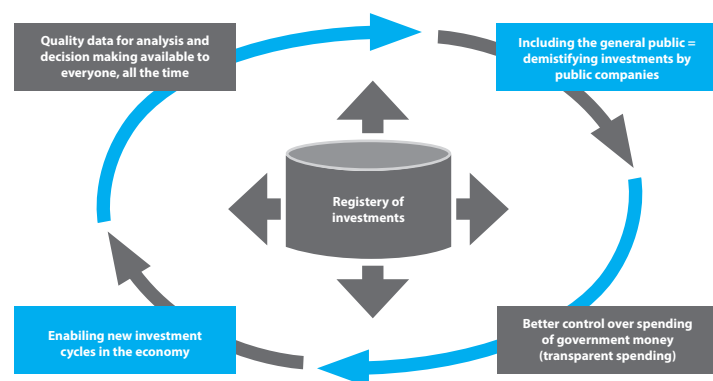 Quality data for analysis and
decision making available to
everyone, all the time
Including the general public =
demistifying investments by
public companies
Registery of
investments
Enabiling new investment
cycles in the economy
Better control over spending
of government money
(transparent spending)